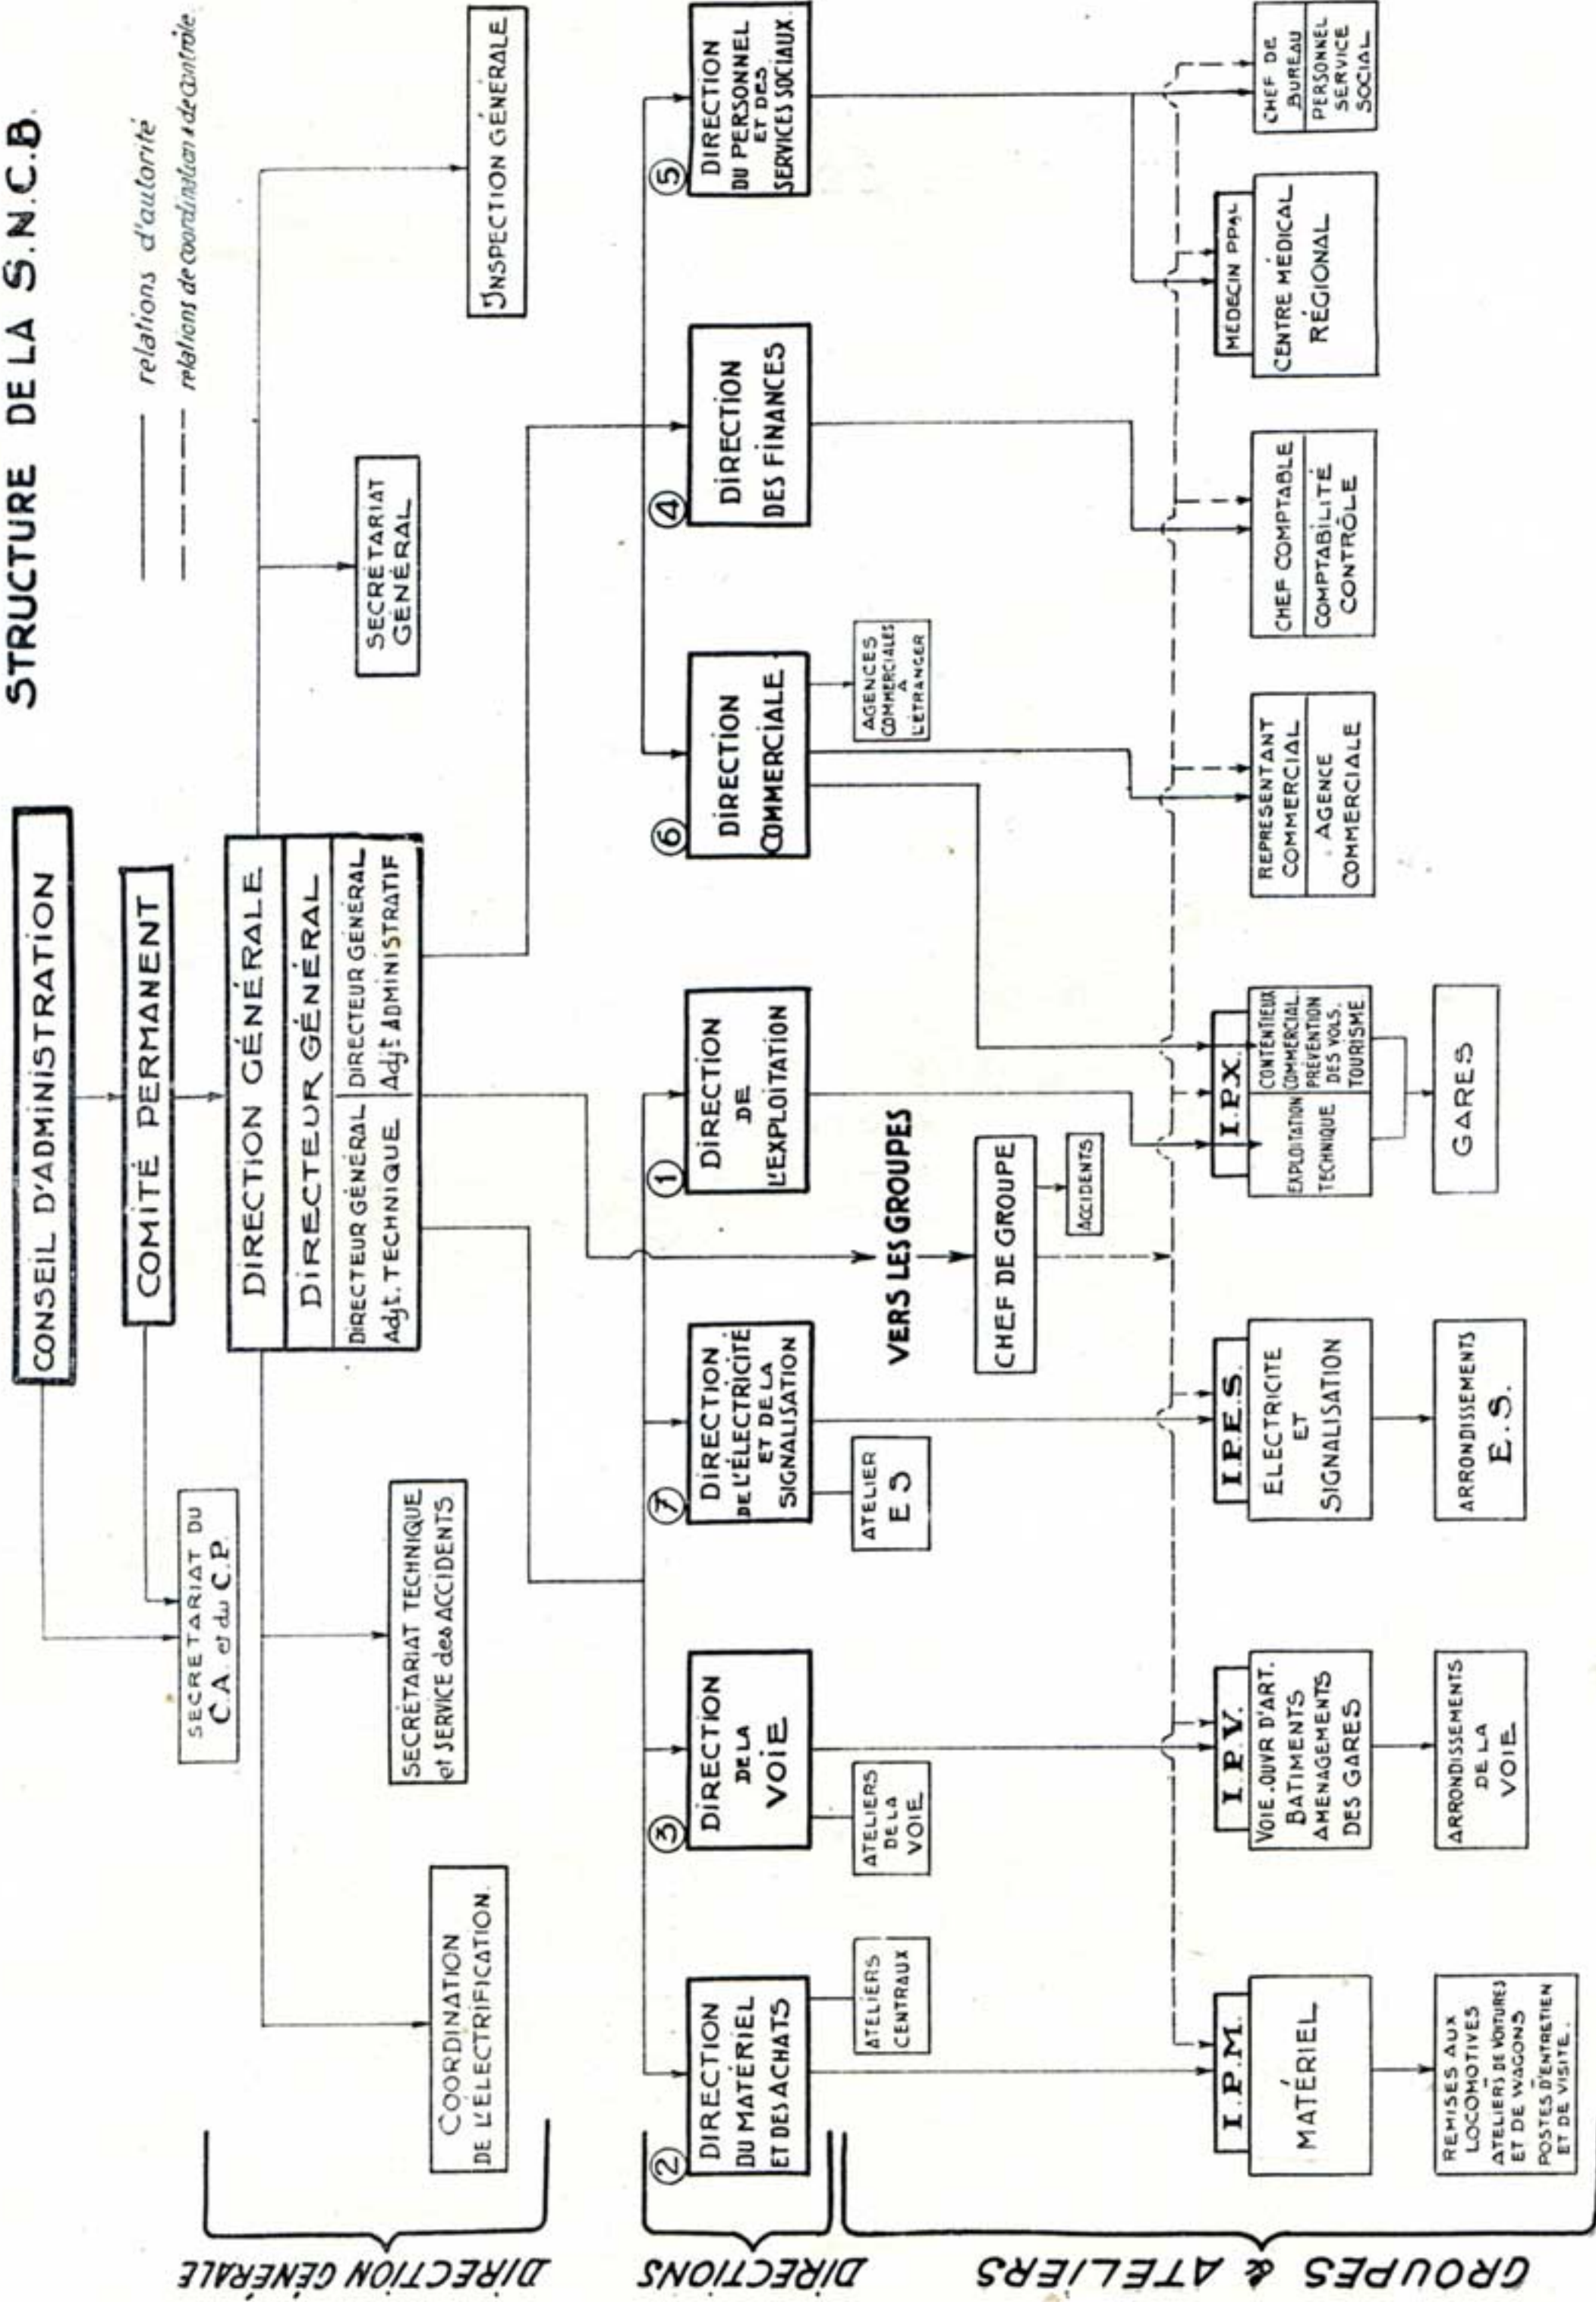 STRUCTURE DE LA S.N.C.B.
relations d'autorité
relations de coordination & de contrôle.
CONSEIL D'ADMINISTRATION
COMITÉ PERMANENT
SECRÉTARIAT DU
C.A. et du C.P.
DIRECTION GÉNÉRALE
DIRECTEUR GÉNÉRAL
DIRECTEUR GÉNÉRAL
Adjt. TECHNIQUE
DIRECTEUR GÉNÉRAL
Adjt ADMINISTRATIF
COORDINATION
DE L'ÉLECTRIFICATION.
SECRÉTARIAT TECHNIQUE
et SERVICE des ACCIDENTS
SECRÉTARIAT
GÉNÉRAL
INSPECTION GÉNÉRALE
DIRECTION GÉNÉRALE
DIRECTIONS
GROUPES & ATELIERS
2
DIRECTION
DU MATÉRIEL
ET DES ACHATS
3
DIRECTION
DE LA
VOIE
7
DIRECTION
DE L'ÉLECTRICITÉ
ET DE LA
SIGNALISATION
1
DIRECTION
DE
L'EXPLOITATION
6
DIRECTION
COMMERCIALE
4
DIRECTION
DES FINANCES
5
DIRECTION
DU PERSONNEL
ET DES
SERVICES SOCIAUX.
ATELIERS
CENTRAUX
ATELIERS
DE LA
VOIE
ATELIER
E S
AGENCES
COMMERCIALES
A
L'ÉTRANGER
VERS LES GROUPES
CHEF DE GROUPE
ACCIDENTS
I.P.M.
MATÉRIEL
I.P.V.
VOIE. OUVR D'ART.
BATIMENTS
AMENAGEMENTS
DES GARES
I.P.E.S.
ELECTRICITE
ET
SIGNALISATION
I.P.X.
EXPLOITATION
TECHNIQUE
CONTENTIEUX
COMMERCIAL.
PRÉVENTION
DES VOLS.
TOURISME.
REPRESENTANT
COMMERCIAL
AGENCE
COMMERCIALE
CHEF COMPTABLE
COMPTABILITÉ
CONTRÔLE
MEDECIN PPAL
CENTRE MÉDICAL
RÉGIONAL
CHEF DE
BUREAU
PERSONNEL
SERVICE
SOCIAL
REMISES AUX
LOCOMOTIVES
ATELIERS DE VOITURES
ET DE WAGONS
POSTES D'ENTRETIEN
ET DE VISITE.
ARRONDISSEMENTS
DE LA
VOIE
ARRONDISSEMENTS
E.S.
GARES